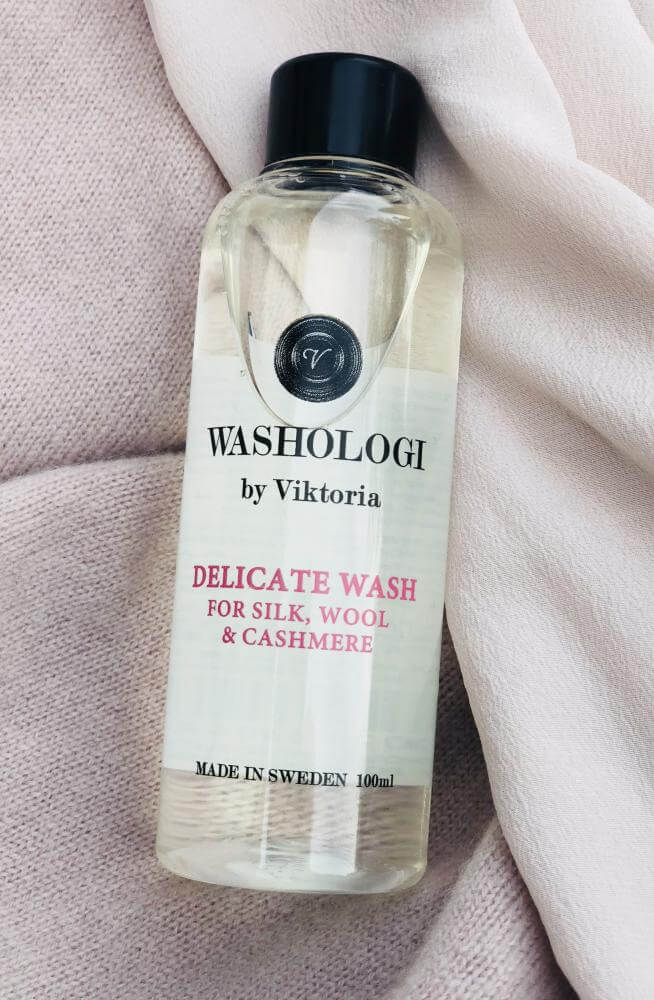 V
WASHOLOGI
by Viktoria
DELICATE WASH
FOR SILK, WOOL
& CASHMERE
MADE IN SWEDEN 100ml